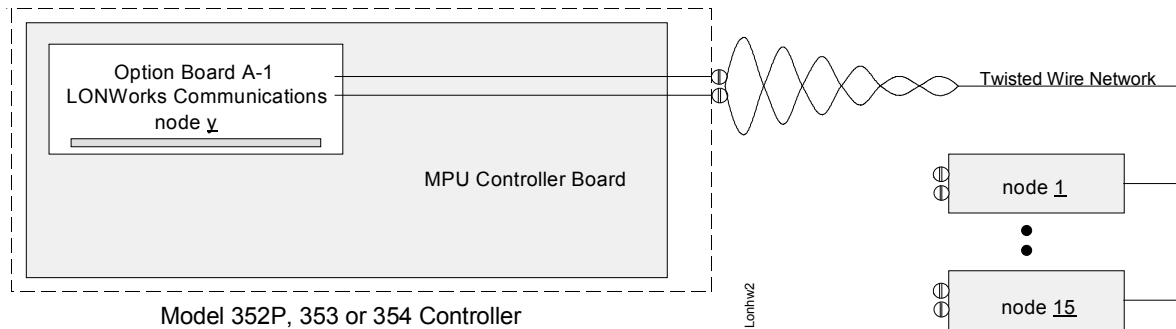 Option Board A-1
LONWorks Communications
node y
MPU Controller Board
Model 352P, 353 or 354 Controller
Twisted Wire Network
node 1
node 15
Lonhw2